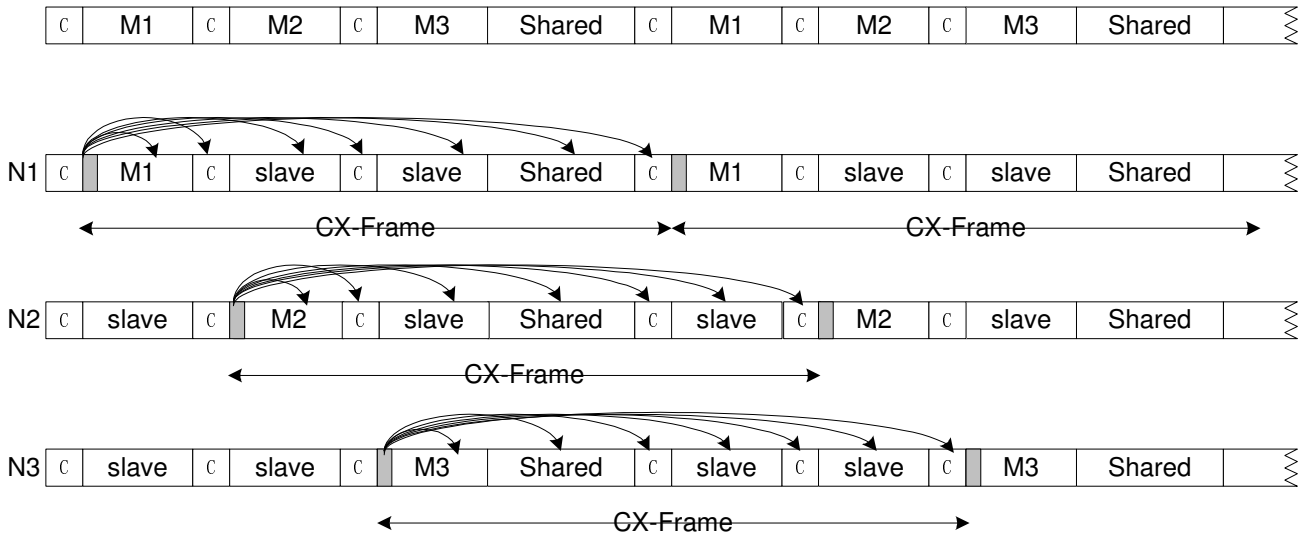 C M1 C M2 C M3 Shared C M1 C M2 C M3 Shared
N1 C M1 C slave C slave Shared C M1 C slave C slave Shared
CX-Frame CX-Frame
N2 C slave C M2 C slave Shared C slave C M2 C slave Shared
CX-Frame
N3 C slave C slave C M3 Shared C slave C slave C M3 Shared
CX-Frame